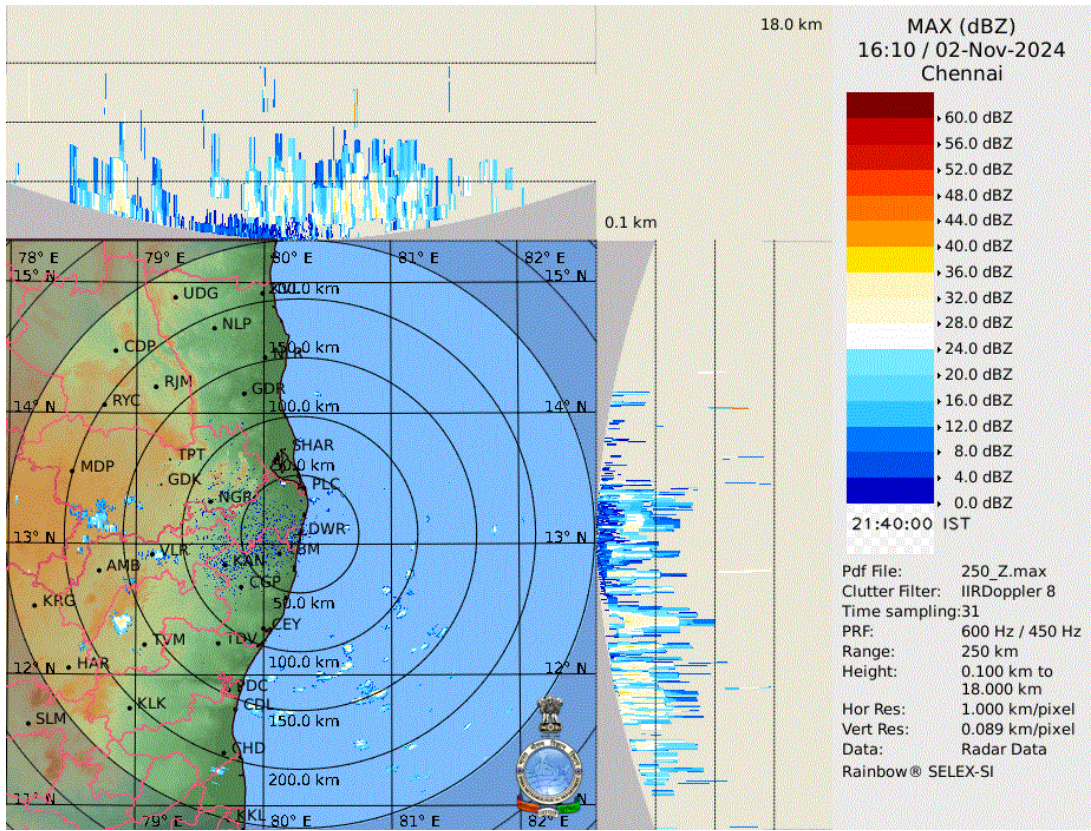 18.0 km
0.1 km
MAX (dBZ)
16:10 / 02-Nov-2024
Chennai
60.0 dBZ
56.0 dBZ
52.0 dBZ
48.0 dBZ
44.0 dBZ
40.0 dBZ
36.0 dBZ
32.0 dBZ
28.0 dBZ
24.0 dBZ
20.0 dBZ
16.0 dBZ
12.0 dBZ
8.0 dBZ
4.0 dBZ
0.0 dBZ
21:40:00 IST
Pdf File: 250_Z.max
Clutter Filter: IIRDoppler 8
Time sampling:31
PRF: 600 Hz / 450 Hz
Range: 250 km
Height: 0.100 km to
18.000 km
Hor Res: 1.000 km/pixel
Vert Res: 0.089 km/pixel
Data: Radar Data
Rainbow® SELEX-SI
78° E 79° E 80° E 81° E 82° E
15° N 15° N
UDG
NLP
CDP 150.0 km
RJM
GDR
RYC
100.0 km
14° N 14° N
SHAR
TPT
MDP 50.0 km
GDK
PLC
NGR
CDWR
13° N 13° N
VLR
AMB KAN
CGP
KRG 50.0 km
CEY
TVM TDV
HAR 100.0 km
12° N 12° N
PDC
KLK CDL
SLM 150.0 km
CHD
200.0 km
11° N 11° N
KKL
79° E 80° E 81° E 82° E